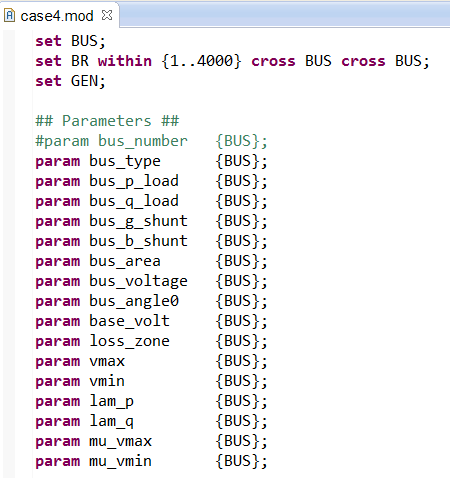 case4.mod
set BUS;
set BR within {1..4000} cross BUS cross BUS;
set GEN;
## Parameters ##
#param bus_number {BUS};
param bus_type {BUS};
param bus_p_load {BUS};
param bus_q_load {BUS};
param bus_g_shunt {BUS};
param bus_b_shunt {BUS};
param bus_area {BUS};
param bus_voltage {BUS};
param bus_angle0 {BUS};
param base_volt {BUS};
param loss_zone {BUS};
param vmax {BUS};
param vmin {BUS};
param lam_p {BUS};
param lam_q {BUS};
param mu_vmax {BUS};
param mu_vmin {BUS};